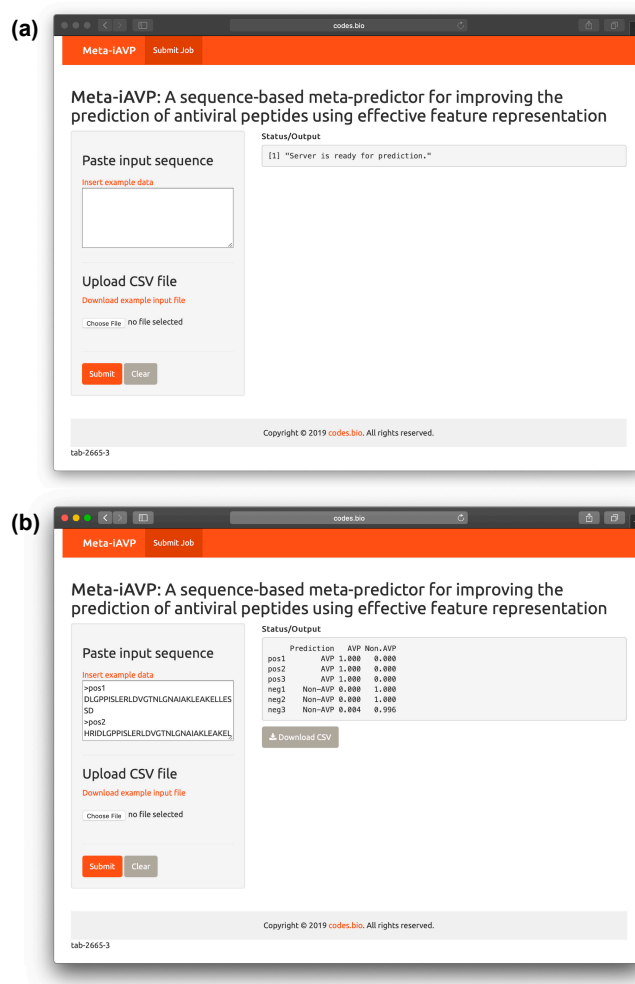 (a)
codes.bio
Meta-iAVP Submit Job
Meta-iAVP: A sequence-based meta-predictor for improving the
prediction of antiviral peptides using effective feature representation
Paste input sequence
Insert example data
Upload CSV file
Download example input file
Choose File no file selected
Submit Clear
Status/Output
[1] "Server is ready for prediction."
Copyright © 2019 codes.bio. All rights reserved.
tab-2665-3
(b)
codes.bio
Meta-iAVP Submit Job
Meta-iAVP: A sequence-based meta-predictor for improving the
prediction of antiviral peptides using effective feature representation
Paste input sequence
Insert example data
>pos1
DLGPPISLERLDVGTNLGNAIAKLEAKELLES
SD
>pos2
HRIDLGPPISLERLDVGTNLGNAIAKLEAKEL
Upload CSV file
Download example input file
Choose File no file selected
Submit Clear
Status/Output
Prediction AVP Non.AVP
pos1 AVP 1.000 0.000
pos2 AVP 1.000 0.000
pos3 AVP 1.000 0.000
neg1 Non-AVP 0.000 1.000
neg2 Non-AVP 0.000 1.000
neg3 Non-AVP 0.004 0.996
Download CSV
Copyright © 2019 codes.bio. All rights reserved.
tab-2665-3